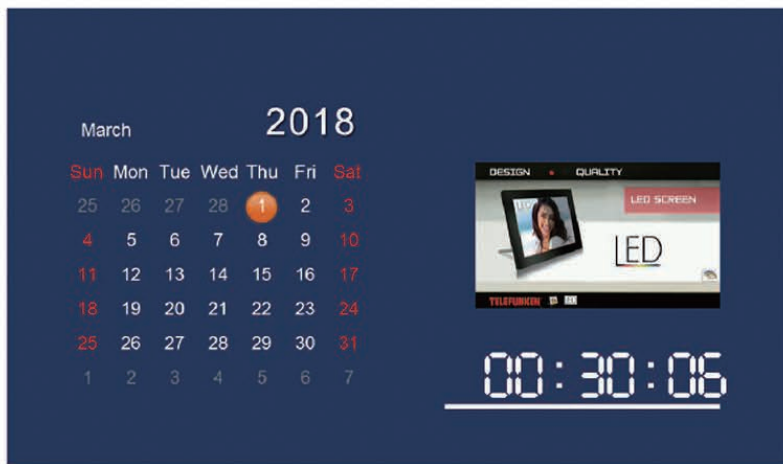 March 2018
Sun Mon Tue Wed Thu Fri Sat
25 26 27 28 1 2 3
4 5 6 7 8 9 10
11 12 13 14 15 16 17
18 19 20 21 22 23 24
25 26 27 28 29 30 31
1 2 3 4 5 6 7
DESIGN QUALITY
LED SCREEN
LED
TELEFUNKEN
00:30:06